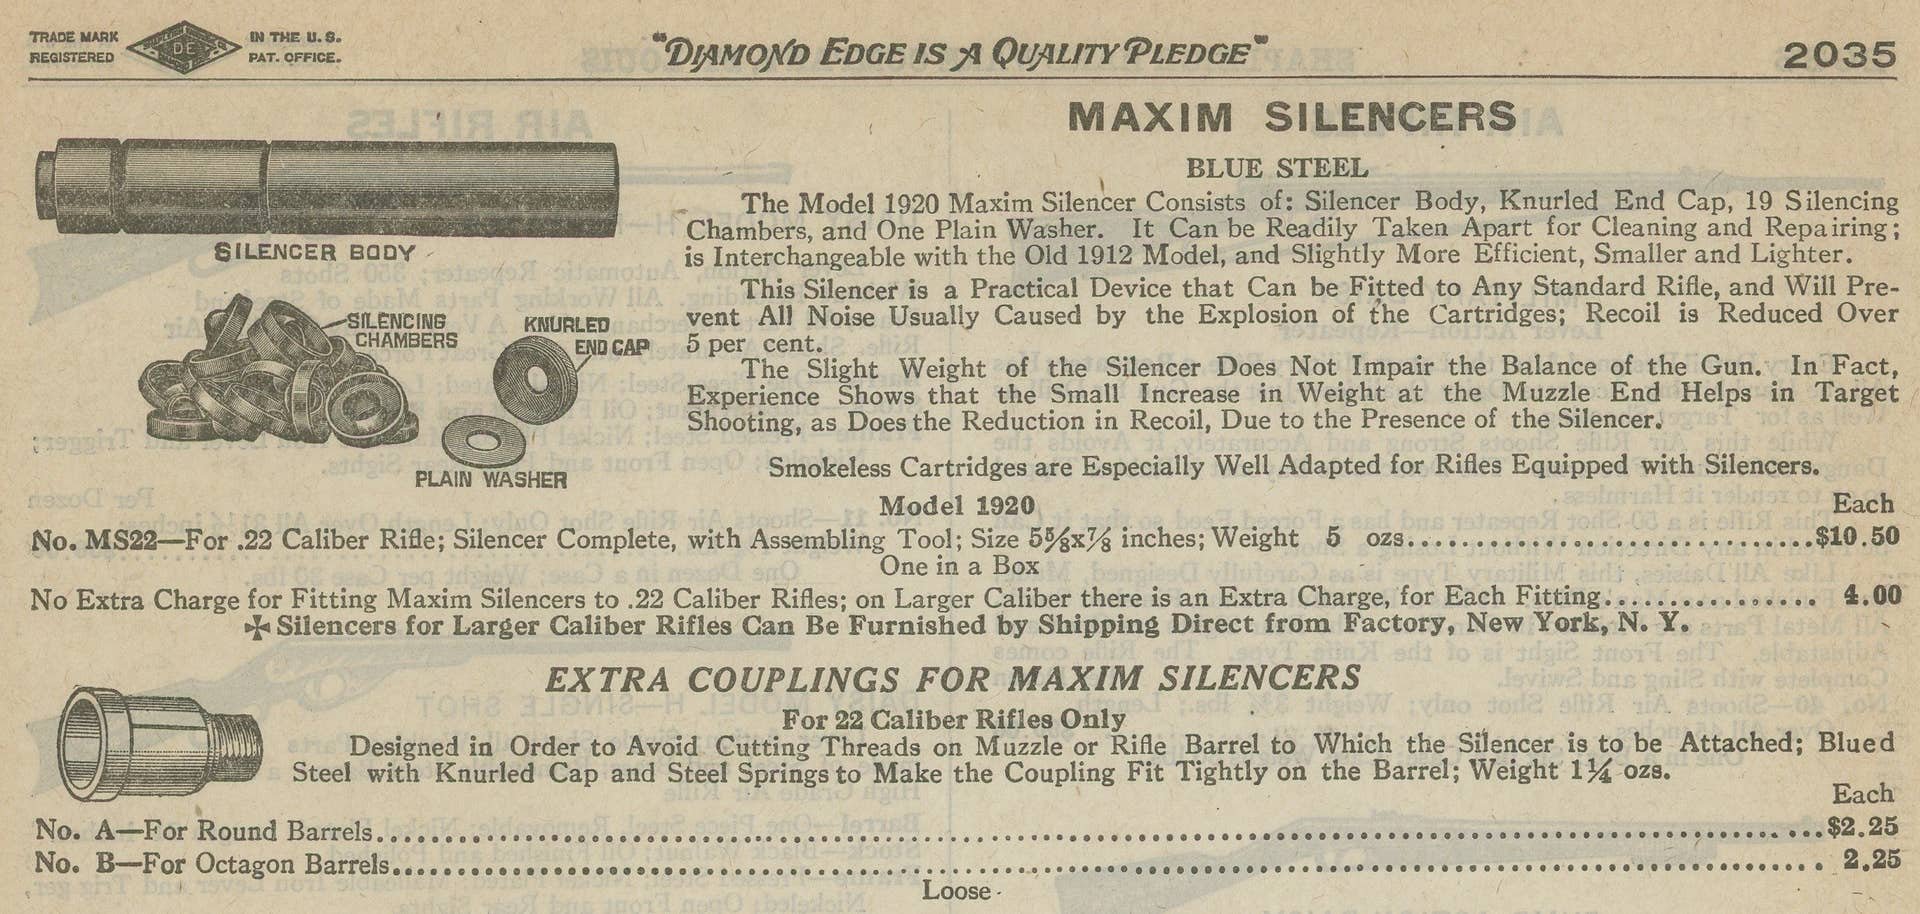 TRADE MARK REGISTERED
DE
IN THE U. S. PAT. OFFICE.
"DIAMOND EDGE IS A QUALITY PLEDGE"
2035
MAXIM SILENCERS
BLUE STEEL
The Model 1920 Maxim Silencer Consists of: Silencer Body, Knurled End Cap, 19 Silencing
Chambers, and One Plain Washer. It Can be Readily Taken Apart for Cleaning and Repairing;
is Interchangeable with the Old 1912 Model, and Slightly More Efficient, Smaller and Lighter.
This Silencer is a Practical Device that Can be Fitted to Any Standard Rifle, and Will Pre-
vent All Noise Usually Caused by the Explosion of the Cartridges; Recoil is Reduced Over
5 per cent.
The Slight Weight of the Silencer Does Not Impair the Balance of the Gun. In Fact,
Experience Shows that the Small Increase in Weight at the Muzzle End Helps in Target
Shooting, as Does the Reduction in Recoil, Due to the Presence of the Silencer.
Smokeless Cartridges are Especially Well Adapted for Rifles Equipped with Silencers.
SILENCER BODY
SILENCING
CHAMBERS
KNURLED
END CAP
PLAIN WASHER
Model 1920
Each
No. MS22—For .22 Caliber Rifle; Silencer Complete, with Assembling Tool; Size 5⅝x⅞ inches; Weight 5 ozs. $10.50
One in a Box
No Extra Charge for Fitting Maxim Silencers to .22 Caliber Rifles; on Larger Caliber there is an Extra Charge, for Each Fitting. 4.00
✠Silencers for Larger Caliber Rifles Can Be Furnished by Shipping Direct from Factory, New York, N. Y.
EXTRA COUPLINGS FOR MAXIM SILENCERS
For 22 Caliber Rifles Only
Designed in Order to Avoid Cutting Threads on Muzzle or Rifle Barrel to Which the Silencer is to be Attached; Blued
Steel with Knurled Cap and Steel Springs to Make the Coupling Fit Tightly on the Barrel; Weight 1¼ ozs.
Each
No. A—For Round Barrels. $2.25
No. B—For Octagon Barrels. 2.25
Loose